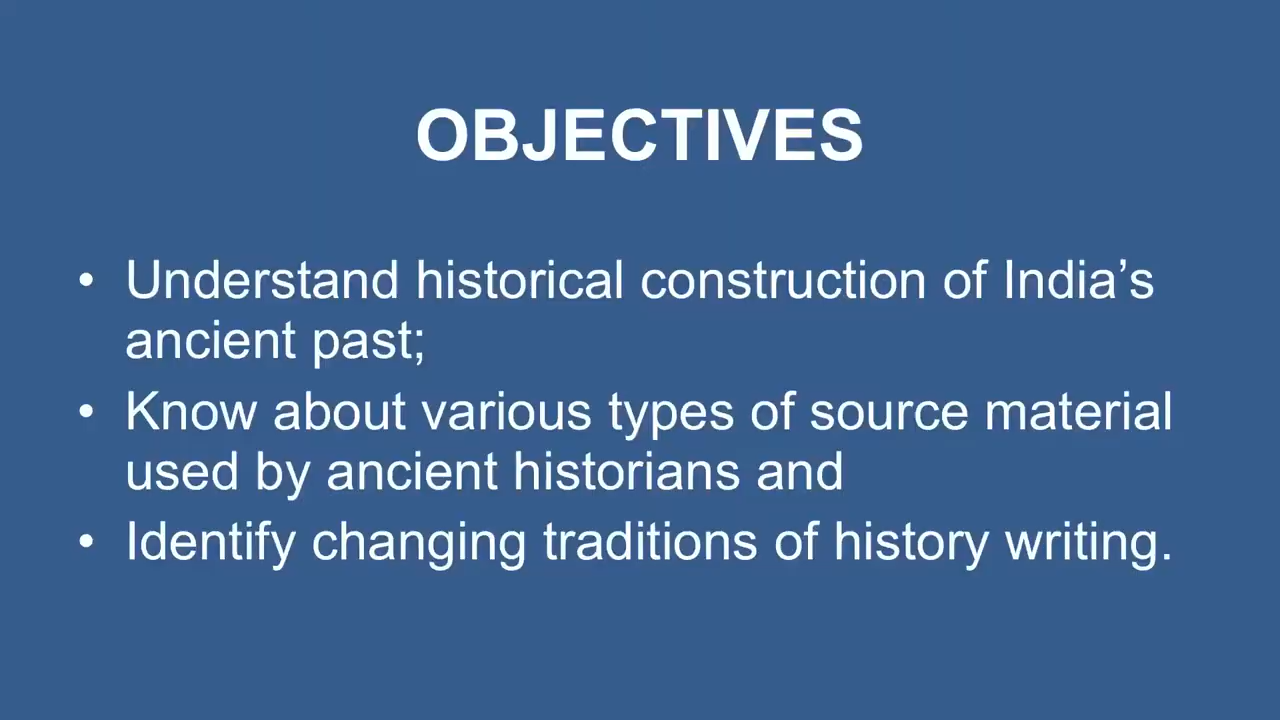 OBJECTIVES
• Understand historical construction of India’s
ancient past;
• Know about various types of source material
used by ancient historians and
• Identify changing traditions of history writing.